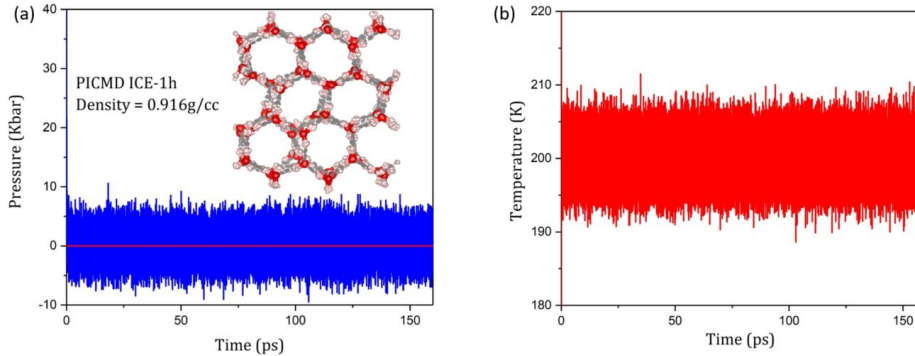 (a)
40
30
20
10
0
-10
Pressure (Kbar)
PICMD ICE-1h
Density = 0.916g/cc
0
50
100
150
Time (ps)
(b)
220
210
200
190
180
Temperature (K)
0
50
100
150
Time (ps)